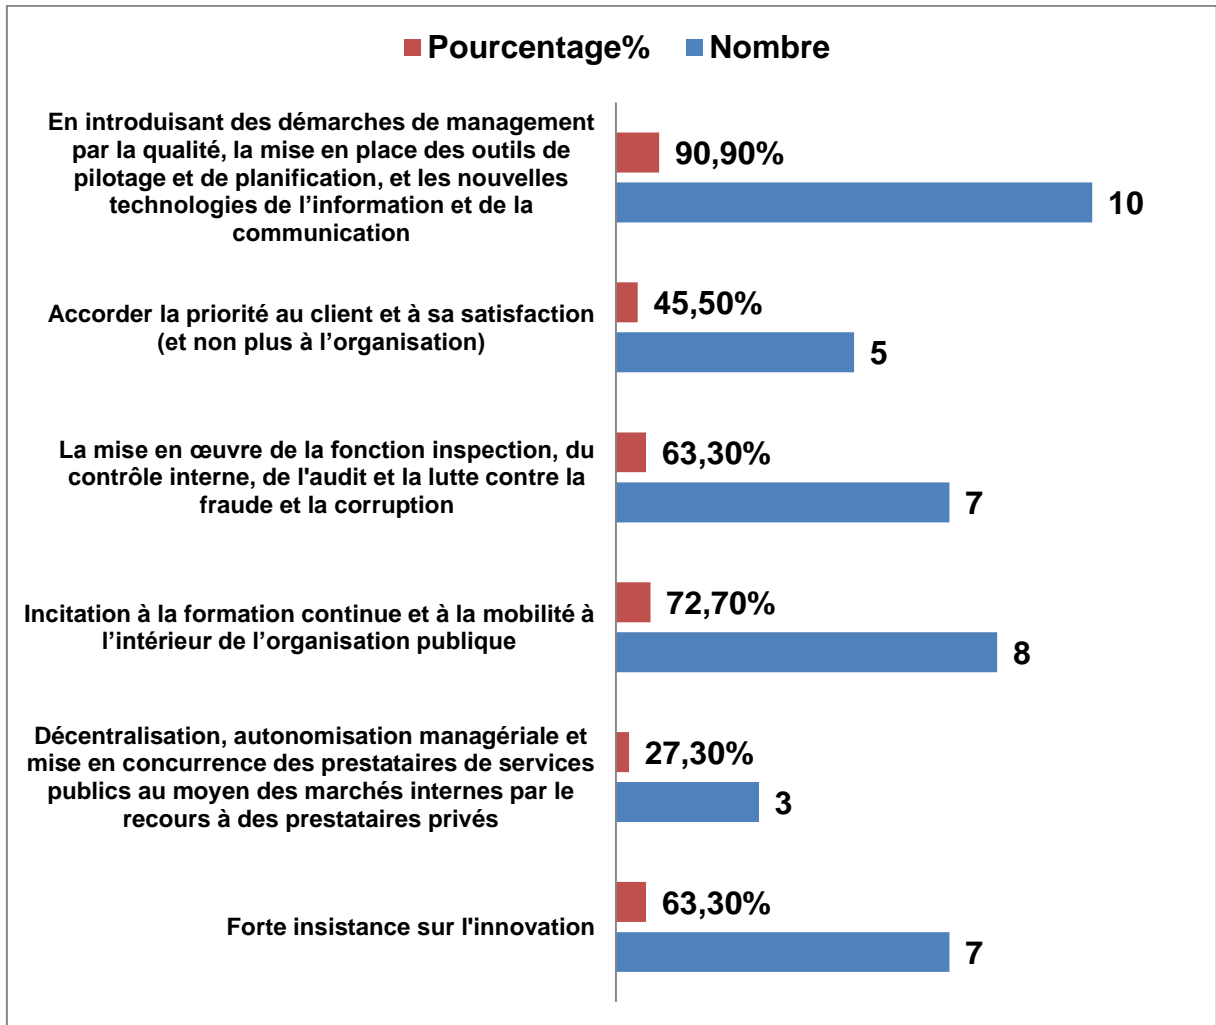 Pourcentage% Nombre
En introduisant des démarches de management
par la qualité, la mise en place des outils de
pilotage et de planification, et les nouvelles
technologies de l’information et de la
communication
90,90%
10
Accorder la priorité au client et à sa satisfaction
(et non plus à l’organisation)
45,50%
5
La mise en œuvre de la fonction inspection, du
contrôle interne, de l'audit et la lutte contre la
fraude et la corruption
63,30%
7
Incitation à la formation continue et à la mobilité à
l’intérieur de l’organisation publique
72,70%
8
Décentralisation, autonomisation managériale et
mise en concurrence des prestataires de services
publics au moyen des marchés internes par le
recours à des prestataires privés
27,30%
3
Forte insistance sur l'innovation
63,30%
7